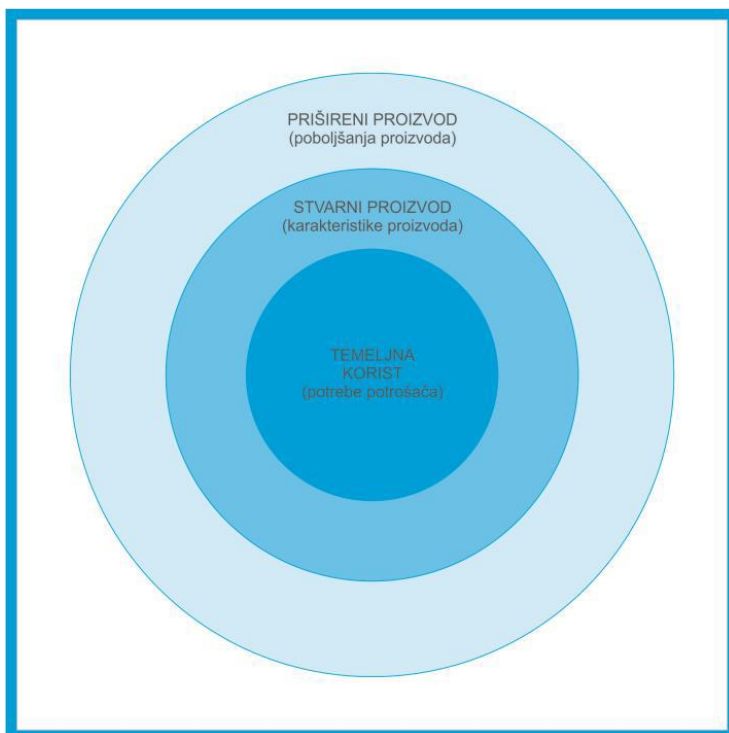 PRIŠIRENI PROIZVOD
(poboljšanja proizvoda)
STVARNI PROIZVOD
(karakteristike proizvoda)
TEMELJNA
KORIST
(potrebe potrošača)